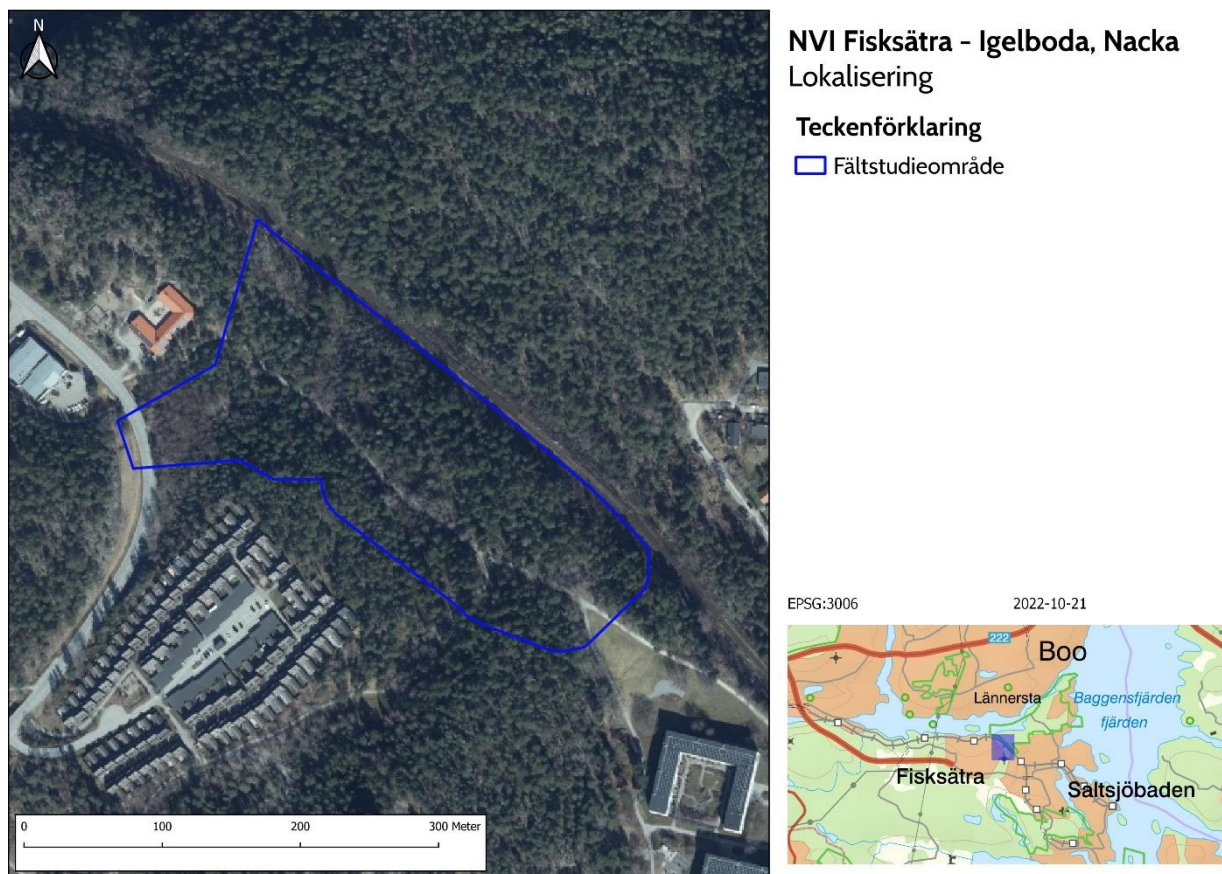 N
NVI Fisksätra - Igelboda, Nacka
Lokalisering
Teckenförklaring
Fältstudieområde
0 100 200 300 Meter
EPSG:3006 2022-10-21
222
Boo
Lännersta
Baggensfjärden
fjärden
Fisksätra
Saltsjöbaden